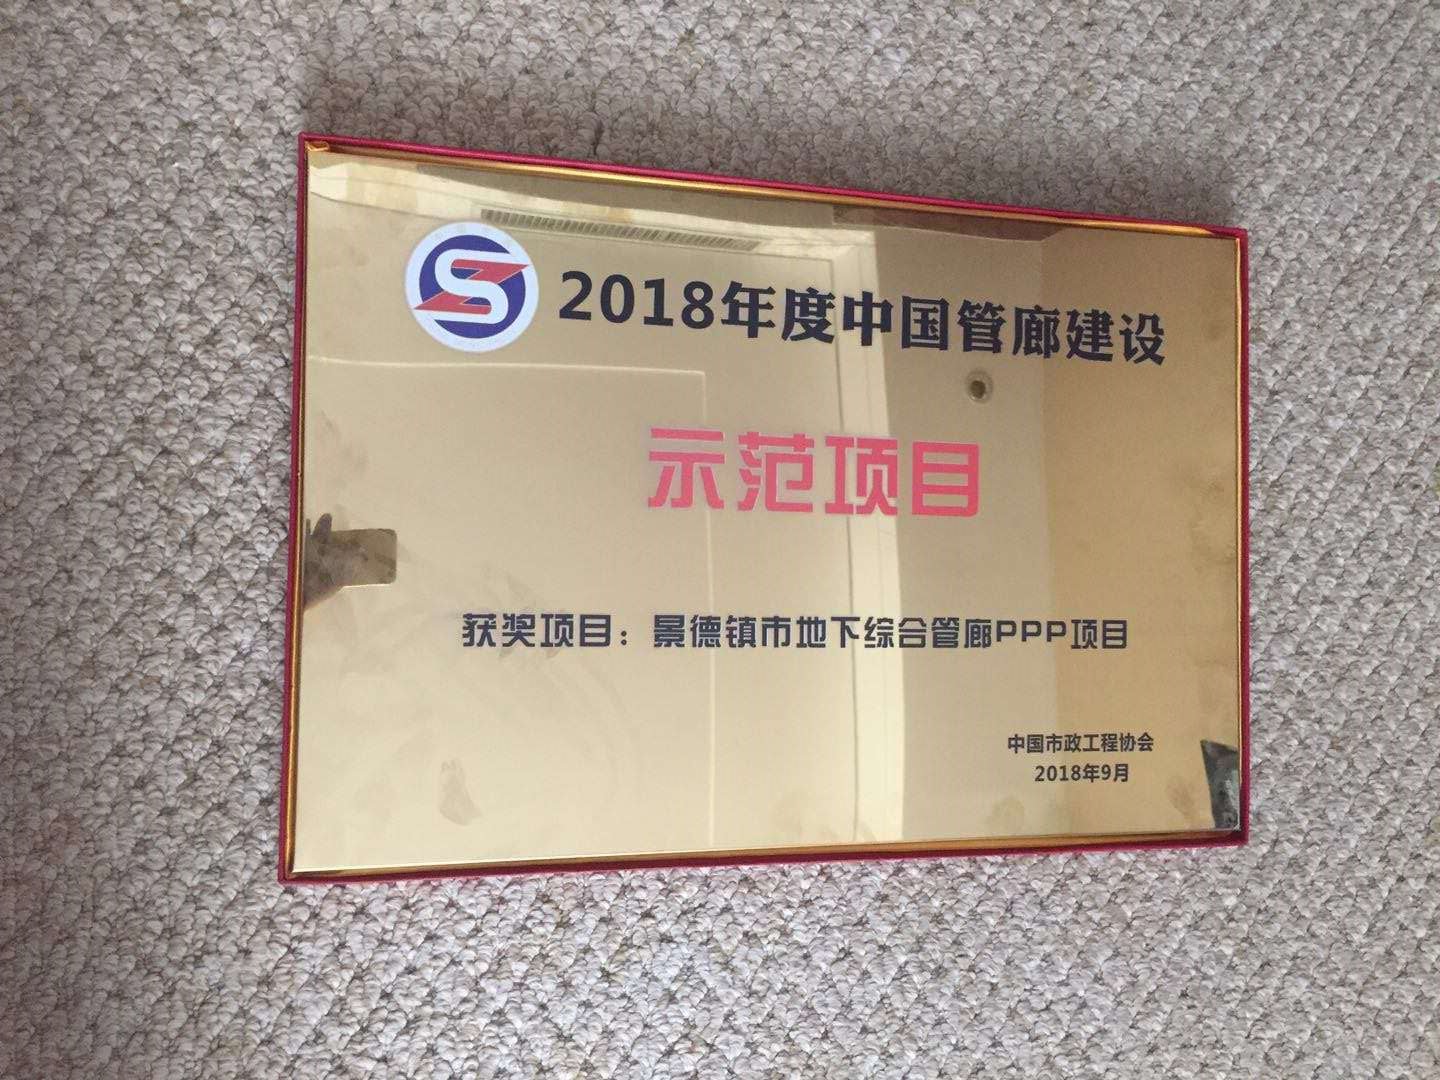 2018年度中国管廊建设
示范项目
获奖项目：景德镇市地下综合管廊PPP项目
中国市政工程协会
2018年9月